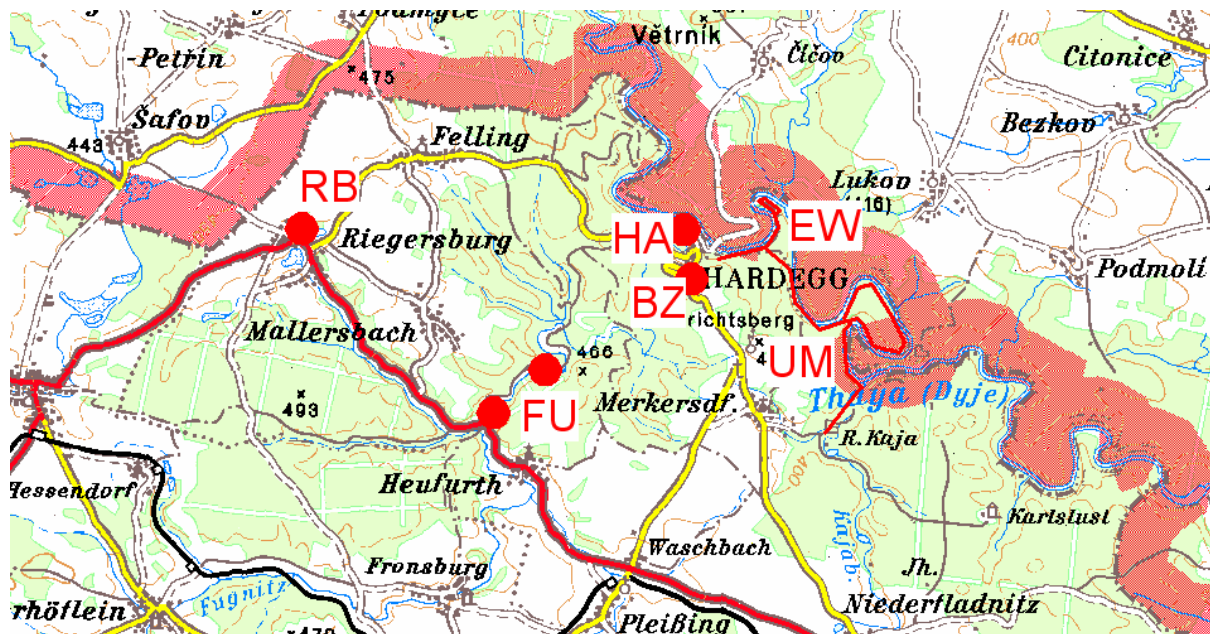 Větrník
Čížov
400
Citonice
-Petřín
475
Šafov
443
Felling
Bezkov
Lukov
RB
Riegersburg
HA
EW
HARDEGG
BZ
Podmolí
Mallersbach
richtsberg
466
UM
493
FU
Merkersdf.
Thaya (Dyje)
R. Kaja
400
Heufurth
Hessendorf
Karlslust
Kajab.
Waschbach
Fronsburg
Jh.
Fugnitz
Niederfladnitz
rhöflein
Pleißing